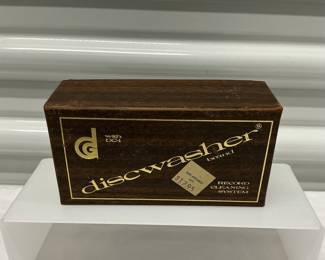 with
DC4
discwasher®
brand
RECORD
CLEANING
SYSTEM